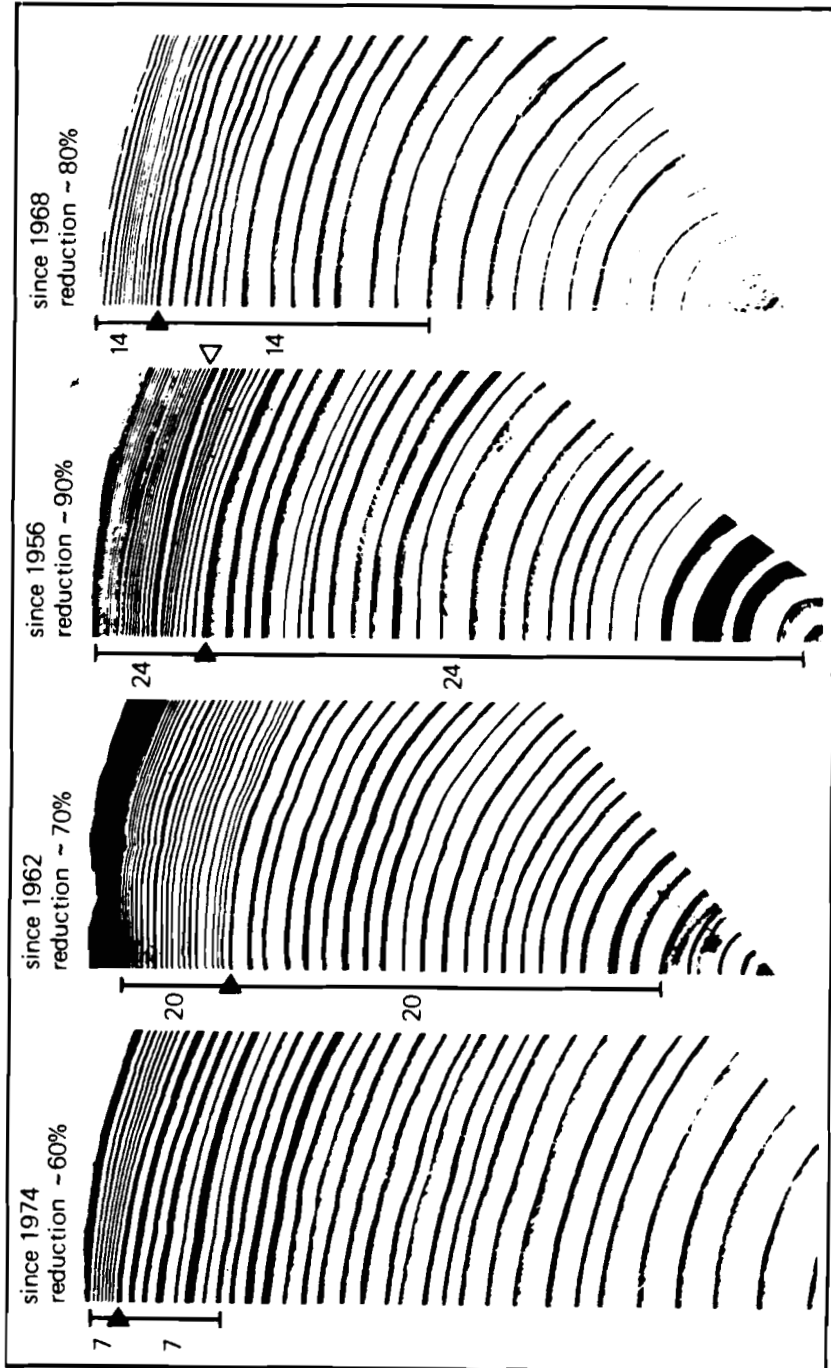 since 1974
reduction ~60%
7
7
since 1962
reduction ~ 70%
20
20
since 1956
reduction ~ 90%
24
24
since 1968
reduction ~ 80%
14
14